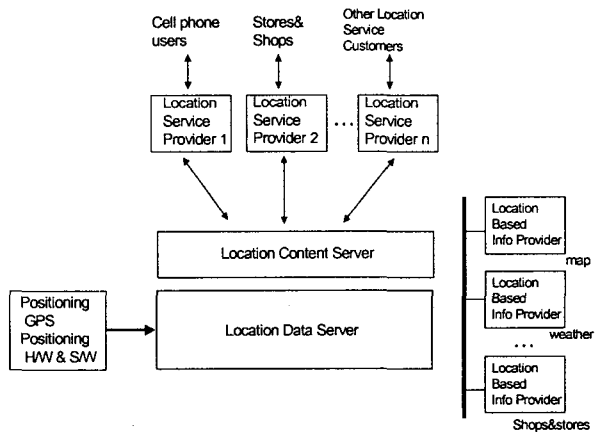 Cell phone
users
Stores&
Shops
Other Location
Service
Customers
Location
Service
Provider 1
Location
Service
Provider 2
...
Location
Service
Provider n
Location Content Server
Location Data Server
Positioning
GPS
Positioning
H/W & S/W
Location
Based
Info Provider
map
Location
Based
Info Provider
weather
...
Location
Based
Info Provider
Shops&stores